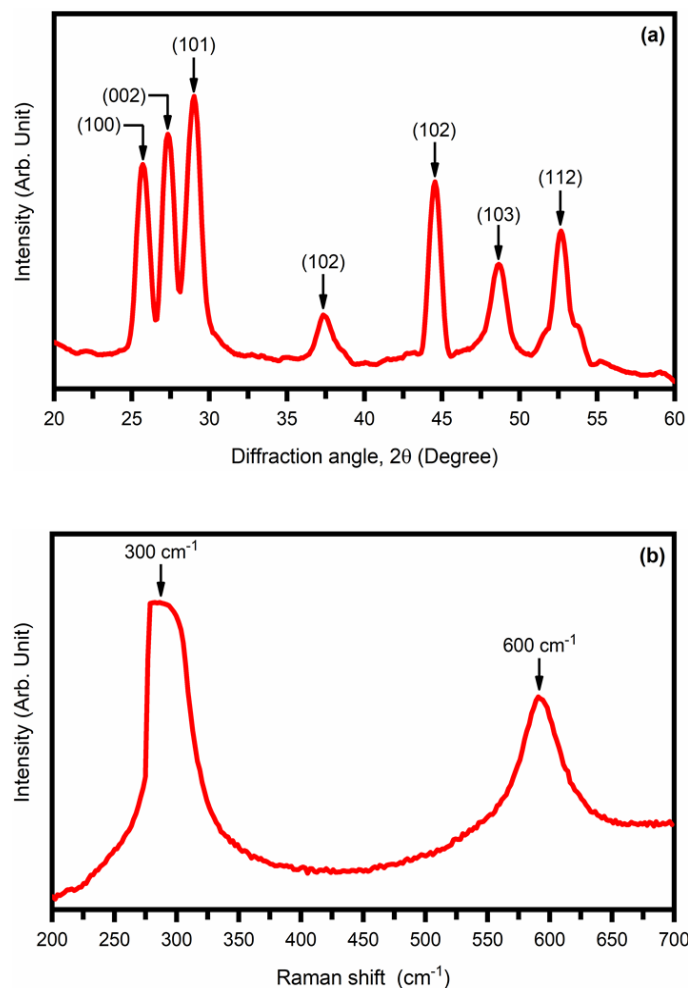 (a)
(101)
(002)
(100)
(102)
(112)
(103)
(102)
Intensity (Arb. Unit)
20 25 30 35 40 45 50 55 60
Diffraction angle, 2θ (Degree)
(b)
300 cm⁻¹
600 cm⁻¹
Intensity (Arb. Unit)
200 250 300 350 400 450 500 550 600 650 700
Raman shift (cm⁻¹)